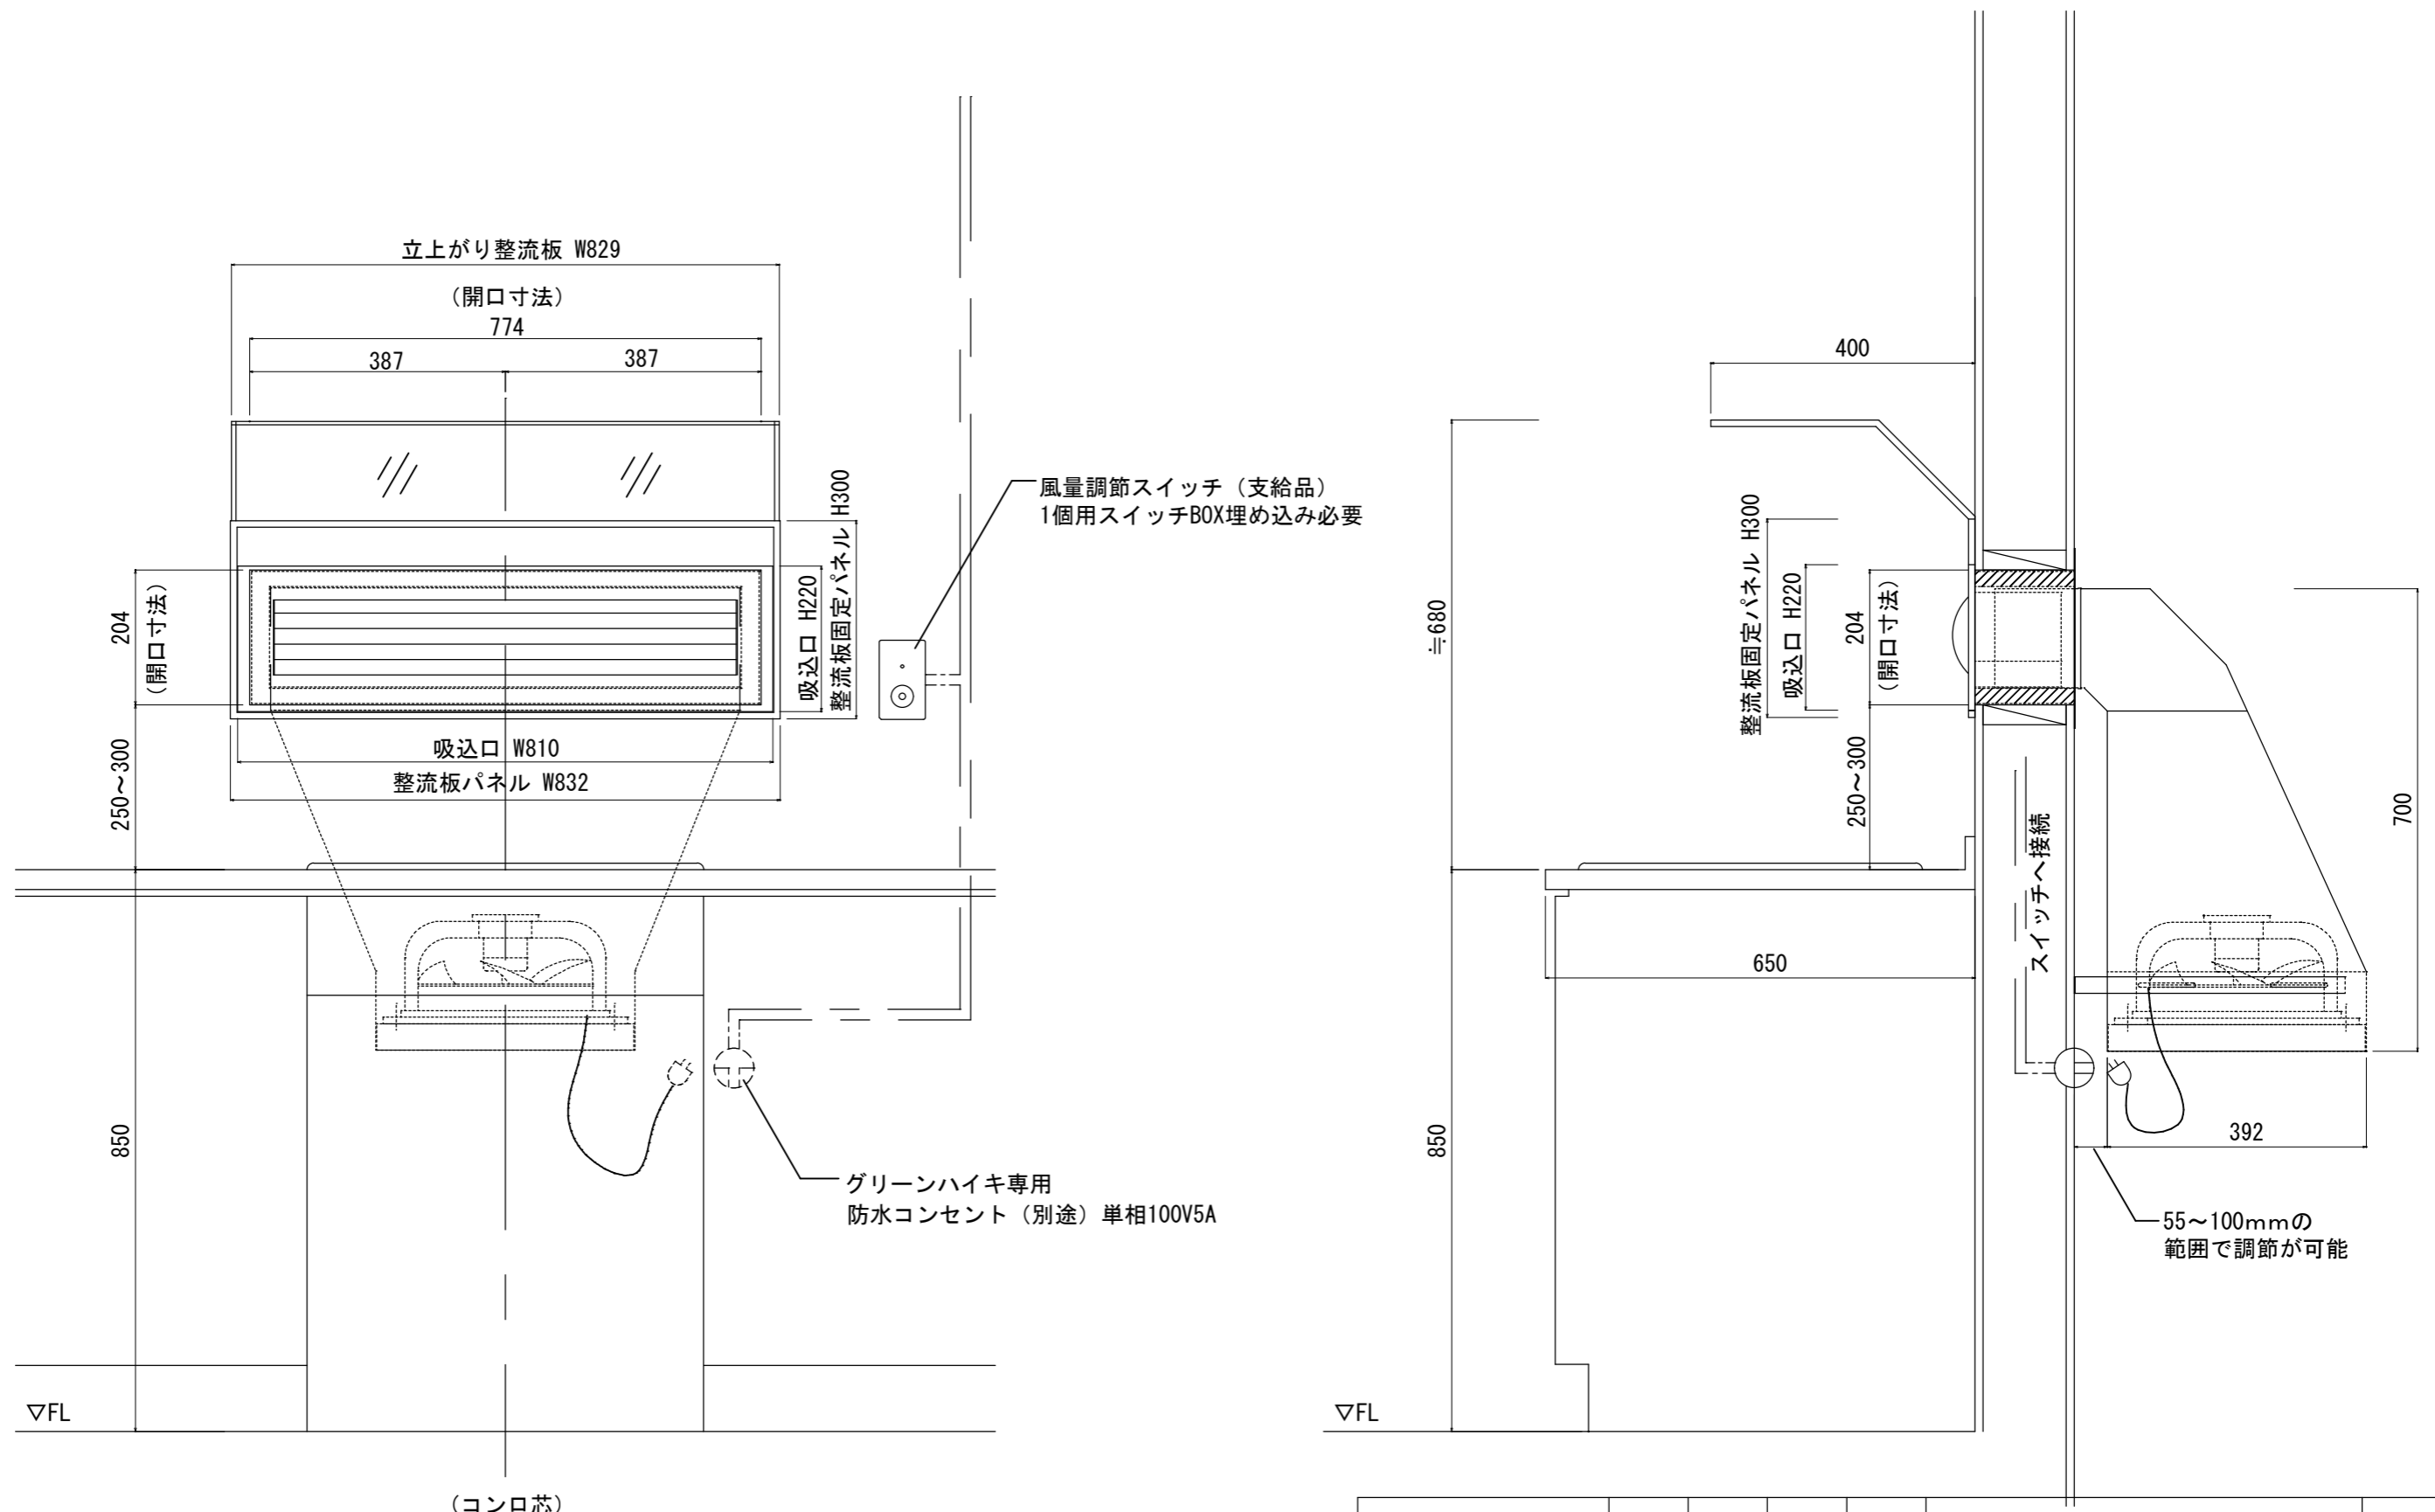 立上がり整流板 W829
（開口寸法）
774
387
387
204
（開口寸法）
吸込口 H220
整流板固定パネル H300
250～300
吸込口 W810
整流板パネル W832
風量調節スイッチ（支給品）
1個用スイッチBOX埋め込み必要
グリーンハイキ専用
防水コンセント（別途）単相100V5A
850
▽FL
（コンロ芯）
400
≒680
整流板固定パネル H300
吸込口 H220
204
（開口寸法）
250～300
スイッチへ接続
700
650
850
392
55～100mmの
範囲で調節が可能
▽FL